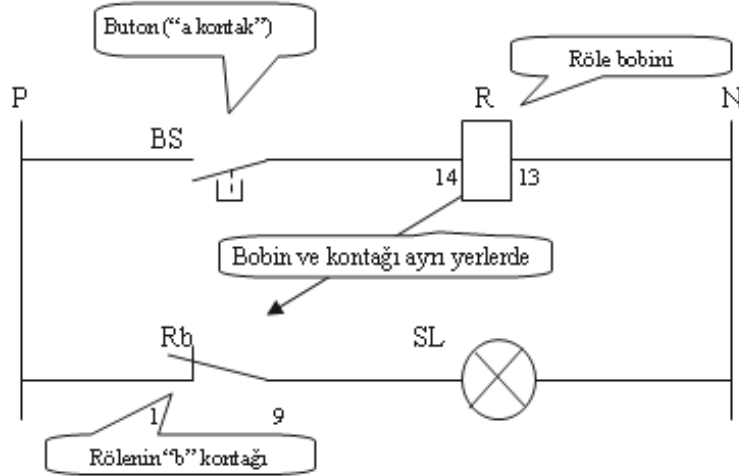 Buton ("a kontak")
Röle bobini
P
R
N
BS
14
13
Bobin ve kontağı ayrı yerlerde
Rb
SL
1
9
Rölenin "b" kontağı